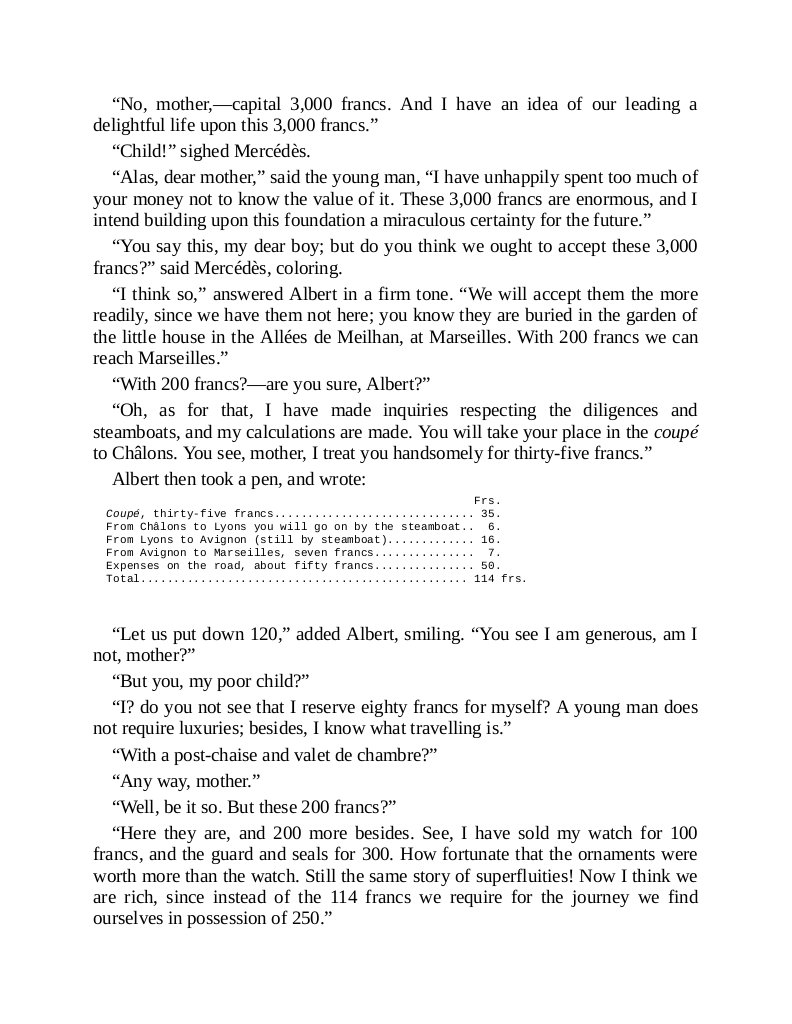 “No, mother,—capital 3,000 francs. And I have an idea of our leading a
delightful life upon this 3,000 francs.”
“Child!” sighed Mercédès.
“Alas, dear mother,” said the young man, “I have unhappily spent too much of
your money not to know the value of it. These 3,000 francs are enormous, and I
intend building upon this foundation a miraculous certainty for the future.”
“You say this, my dear boy; but do you think we ought to accept these 3,000
francs?” said Mercédès, coloring.
“I think so,” answered Albert in a firm tone. “We will accept them the more
readily, since we have them not here; you know they are buried in the garden of
the little house in the Allées de Meilhan, at Marseilles. With 200 francs we can
reach Marseilles.”
“With 200 francs?—are you sure, Albert?”
“Oh, as for that, I have made inquiries respecting the diligences and
steamboats, and my calculations are made. You will take your place in the coupé
to Châlons. You see, mother, I treat you handsomely for thirty-five francs.”
Albert then took a pen, and wrote:
Frs.
Coupé, thirty-five francs.............................. 35.
From Châlons to Lyons you will go on by the steamboat.. 6.
From Lyons to Avignon (still by steamboat)............. 16.
From Avignon to Marseilles, seven francs............... 7.
Expenses on the road, about fifty francs............... 50.
Total................................................. 114 frs.
“Let us put down 120,” added Albert, smiling. “You see I am generous, am I
not, mother?”
“But you, my poor child?”
“I? do you not see that I reserve eighty francs for myself? A young man does
not require luxuries; besides, I know what travelling is.”
“With a post-chaise and valet de chambre?”
“Any way, mother.”
“Well, be it so. But these 200 francs?”
“Here they are, and 200 more besides. See, I have sold my watch for 100
francs, and the guard and seals for 300. How fortunate that the ornaments were
worth more than the watch. Still the same story of superfluities! Now I think we
are rich, since instead of the 114 francs we require for the journey we find
ourselves in possession of 250.”